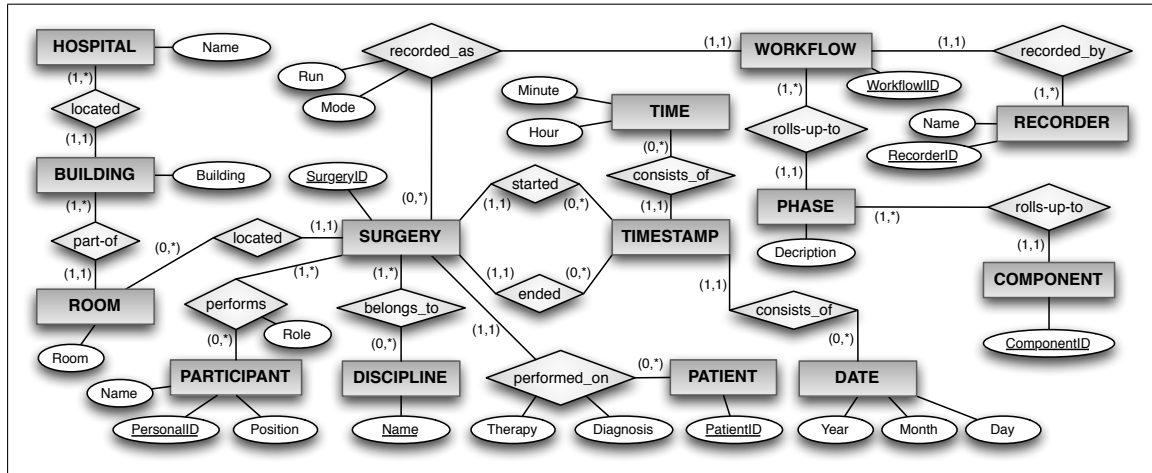 HOSPITAL
Name
recorded_as
(1,1)
WORKFLOW
(1,1)
recorded_by
(1,*)
Run
Mode
WorkflowIID
(1,*)
located
Minute
TIME
(1,*)
Name
RECORDER
Hour
rolls-up-to
RecorderID
(1,1)
(0,*)
BUILDING
Building
SurgeryID
started
consists_of
(1,1)
rolls-up-to
(1,*)
(0,*)
(1,1)
(0,*)
(1,1)
PHASE
(1,*)
part-of
(0,*)
located
(1,1)
SURGERY
TIMESTAMP
Decription
(1,1)
(1,1)
(1,*)
(1,*)
(1,1)
ended
(0,*)
(1,1)
COMPONENT
ROOM
performs
belongs_to
consists_of
(1,1)
Role
(0,*)
(0,*)
(0,*)
ComponentID
Room
(0,*)
PARTICIPANT
DISCIPLINE
performed_on
PATIENT
DATE
Name
PersonalID
Position
Name
Therapy
Diagnosis
PatientID
Year
Month
Day